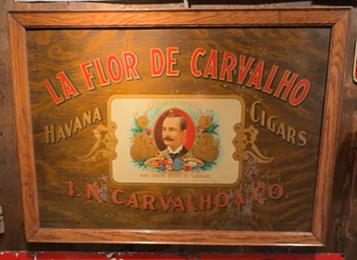 LA FLOR DE CARVALHO
HAVANA CIGARS
I. N. CARVALHO & CO.